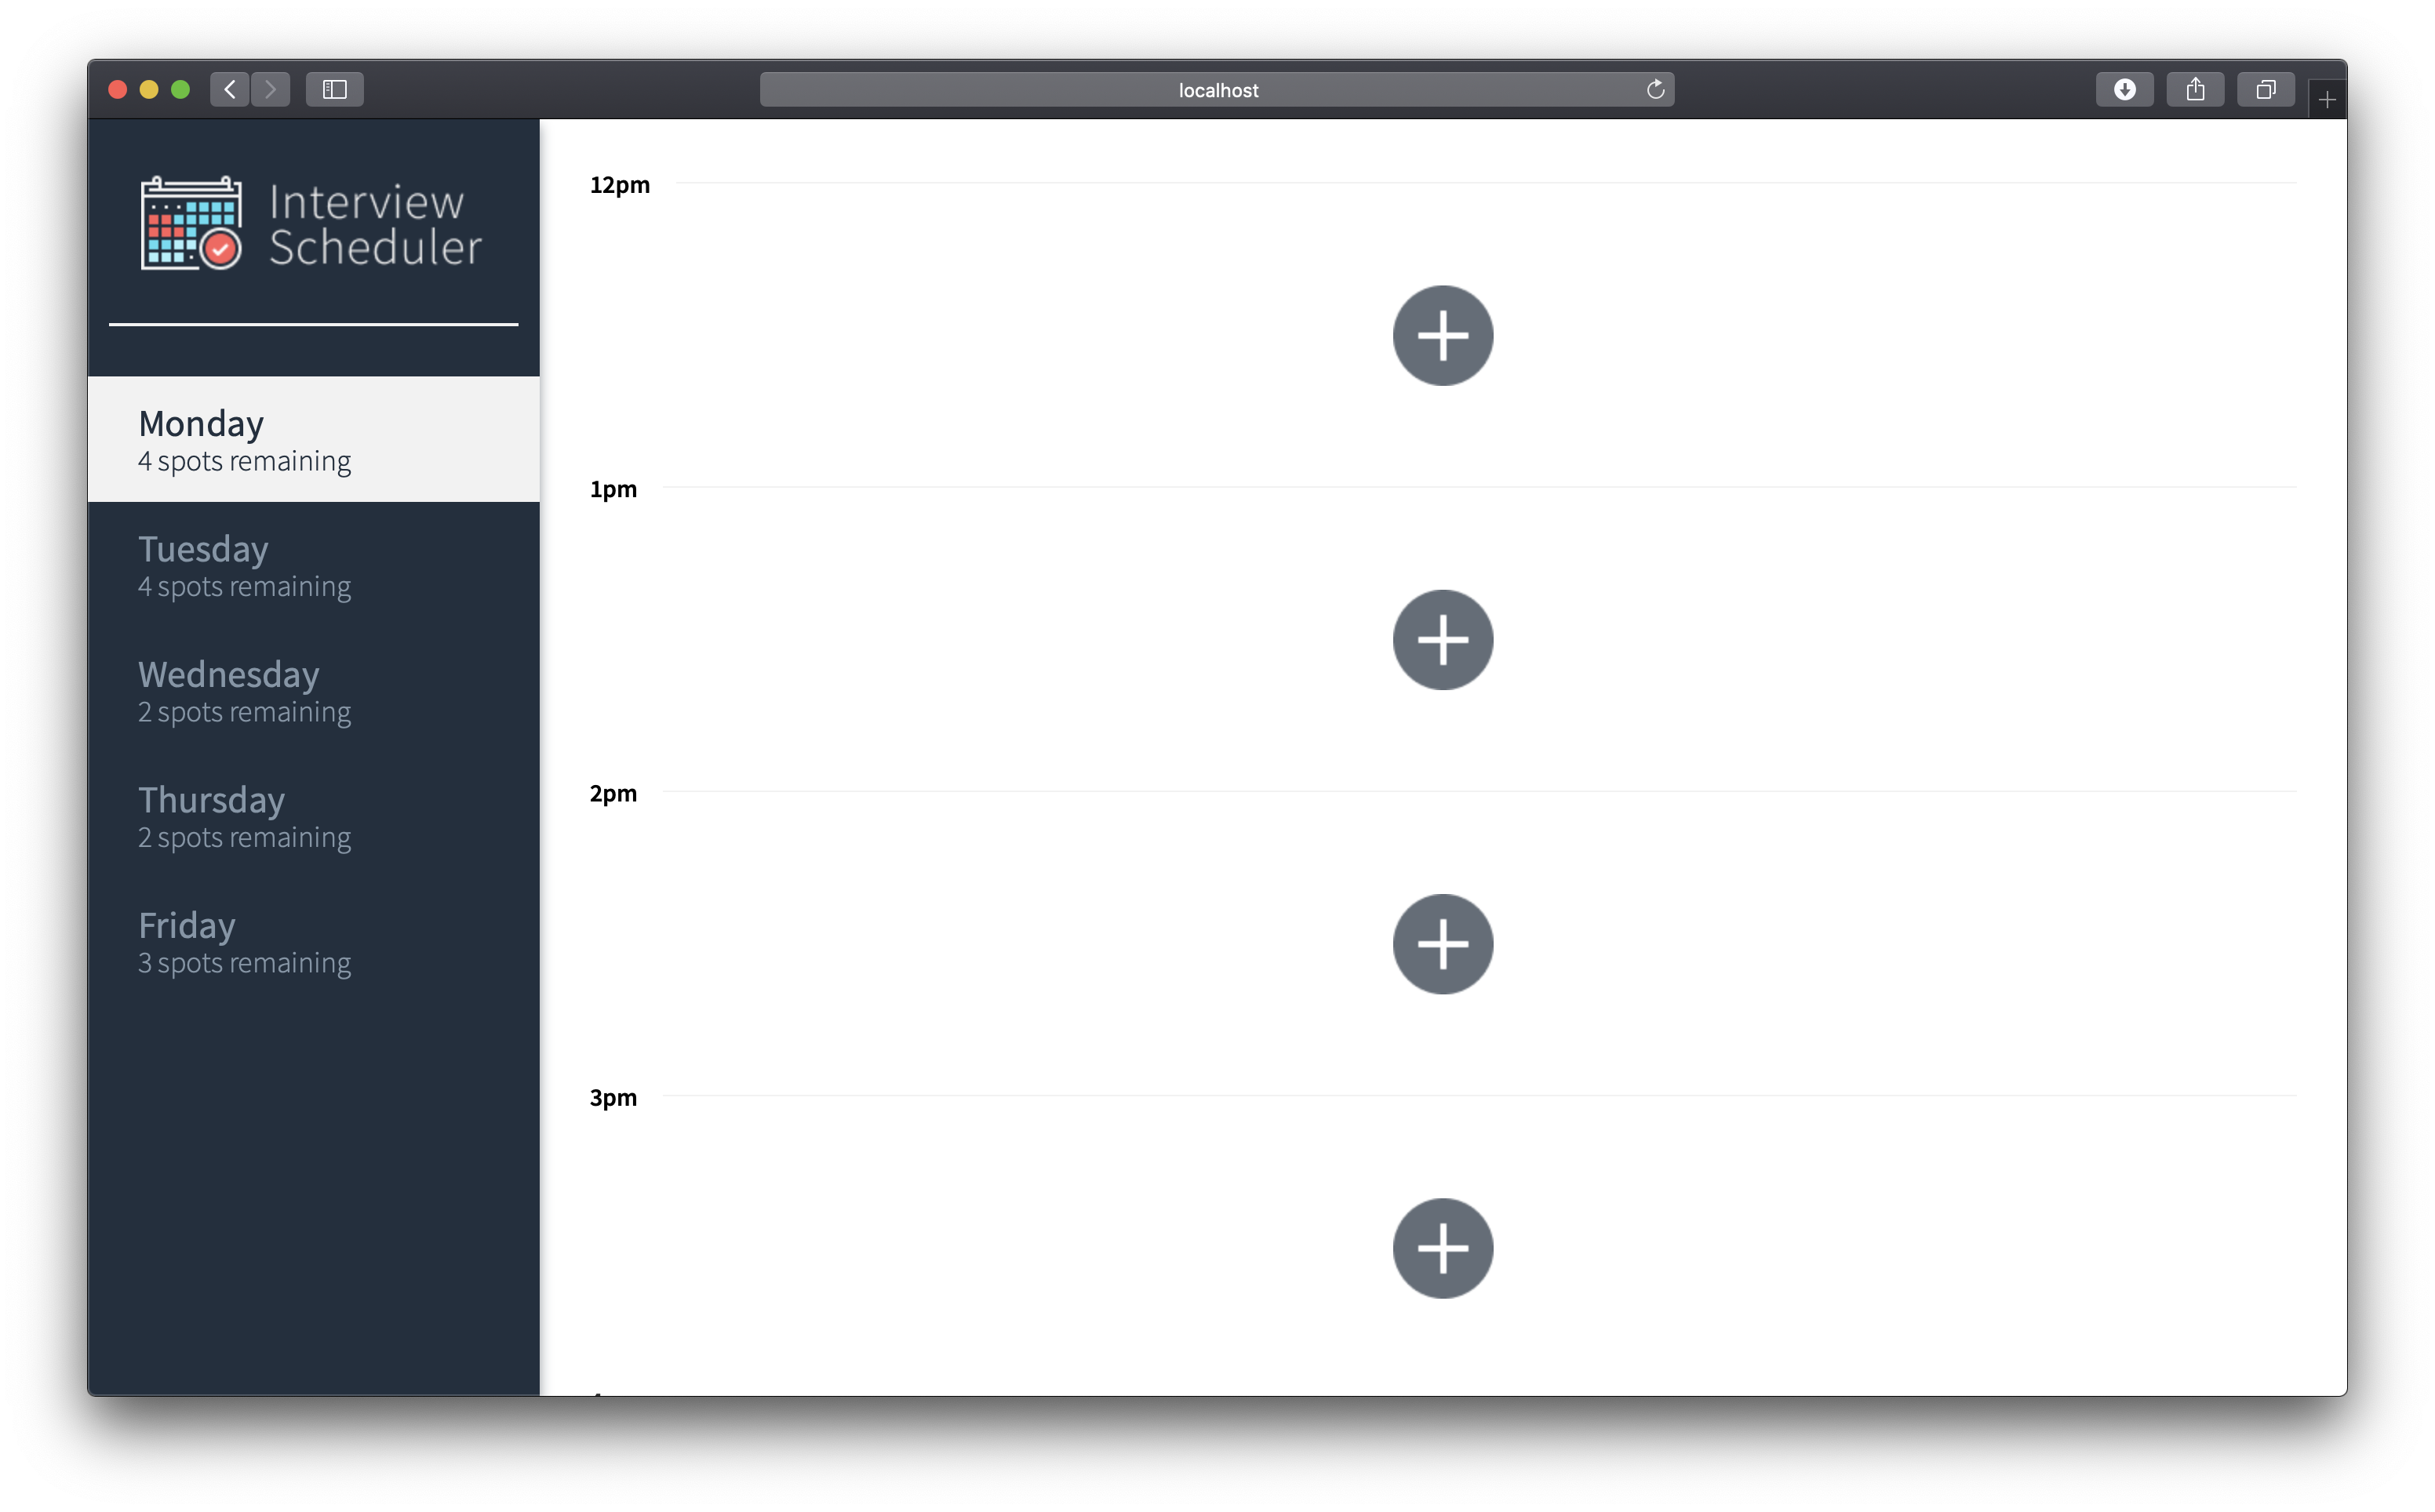 localhost
Interview
Scheduler
Monday
4 spots remaining
Tuesday
4 spots remaining
Wednesday
2 spots remaining
Thursday
2 spots remaining
Friday
3 spots remaining
12pm
1pm
2pm
3pm